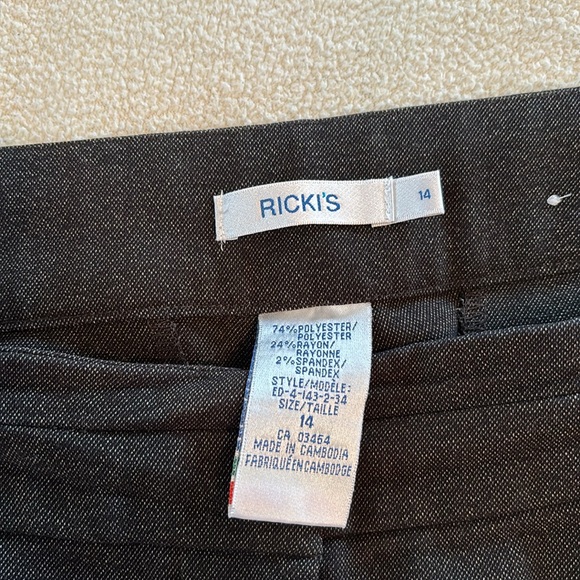 RICKI'S
14
74%POLYESTER/
POLYESTER
24%RAYON/
RAYONNE
2%SPANDEX/
SPANDEX
STYLE/MODÈLE:
ED-4-143-2-34
SIZE/TAILLE
14
CA 03464
MADE IN CAMBODIA
FABRIQUÉ EN CAMBODGE